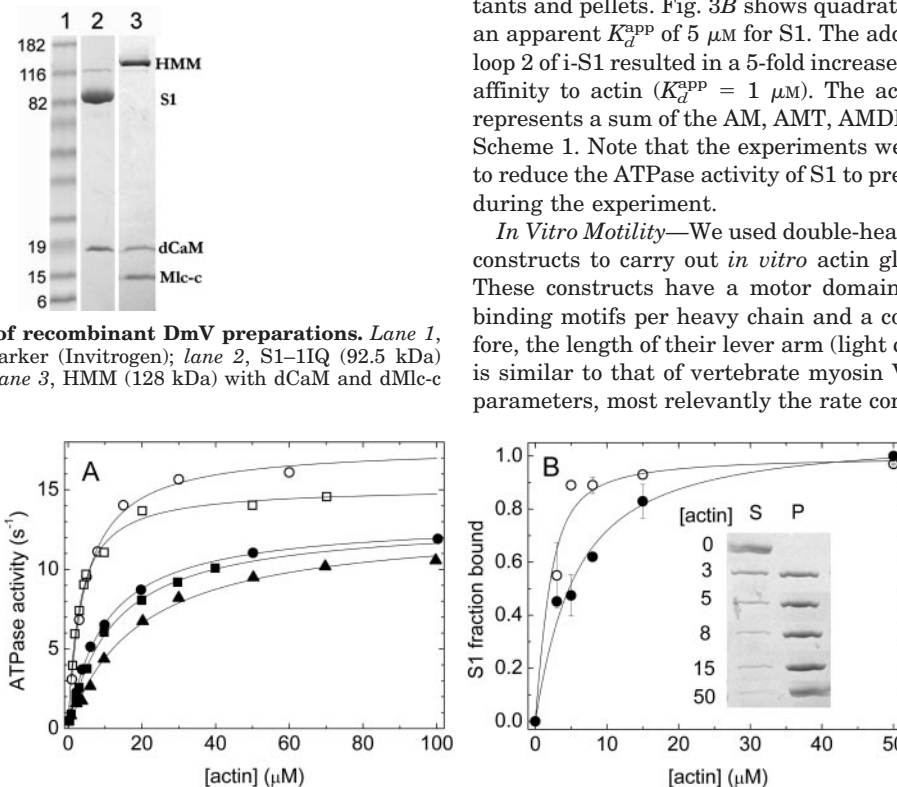 1 2 3
182
116
82
19
15
6
HMM
S1
dCaM
Mlc-c
of recombinant DmV preparations. Lane 1,
arker (Invitrogen); lane 2, S1–1IQ (92.5 kDa)
ane 3, HMM (128 kDa) with dCaM and dMlc-c
tants and pellets. Fig. 3B shows quadrat
an apparent K_d^app of 5 μM for S1. The add
loop 2 of i-S1 resulted in a 5-fold increase
affinity to actin (K_d^app = 1 μM). The ac
represents a sum of the AM, AMT, AMD
Scheme 1. Note that the experiments we
to reduce the ATPase activity of S1 to pre
during the experiment.
In Vitro Motility—We used double-hea
constructs to carry out in vitro actin gl
These constructs have a motor domain
binding motifs per heavy chain and a co
fore, the length of their lever arm (light c
is similar to that of vertebrate myosin V
parameters, most relevantly the rate con
A
ATPase activity (s⁻¹)
15
10
5
0
0 20 40 60 80 100
[actin] (μM)
B
S1 fraction bound
1.0
0.8
0.6
0.4
0.2
0.0
0 10 20 30 40 50
[actin] (μM)
[actin] S P
0
3
5
8
15
50